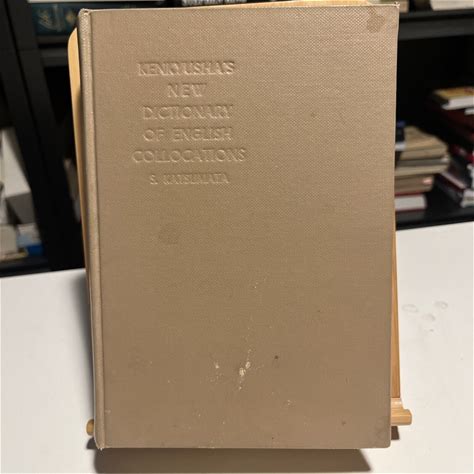 KENKYUSHA'S
NEW
DICTIONARY
OF ENGLISH
COLLOCATIONS
S. KATSUMATA